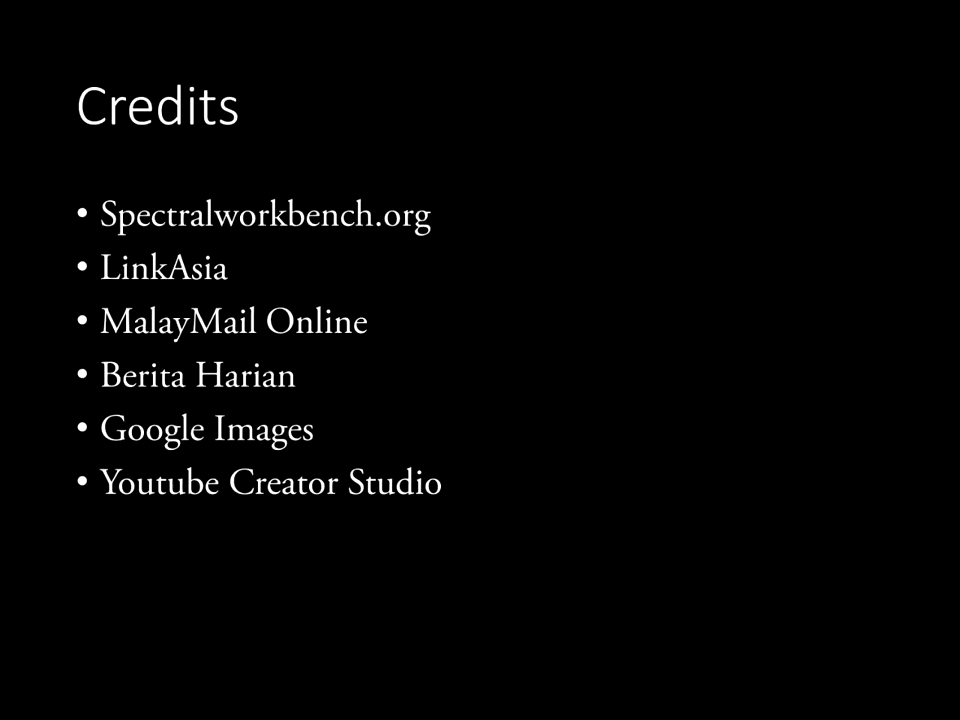 Credits
• Spectralworkbench.org
• LinkAsia
• MalayMail Online
• Berita Harian
• Google Images
• Youtube Creator Studio